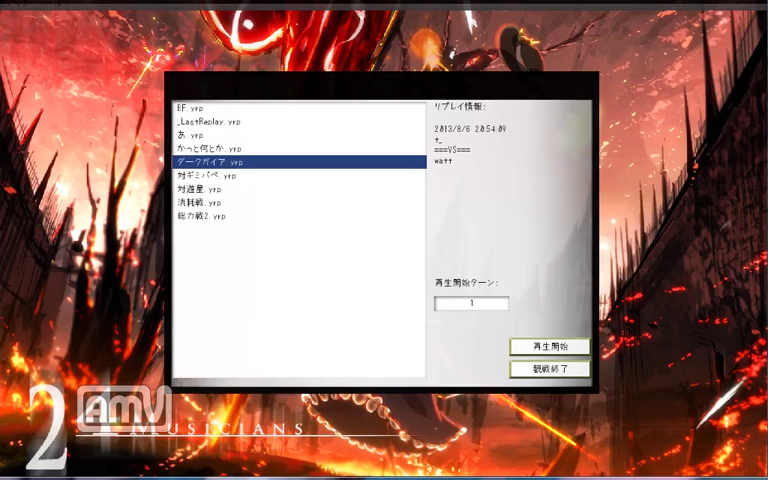 BF.yrp
_LastReplay.yrp
あ.yrp
かっと何とか.yrp
ダークガイア.yrp
対ギミパペ.yrp
対遊星.yrp
消耗戦.yrp
総力戦2.yrp
リプレイ情報:
2013/8/6 20:54:09
t_
===VS===
watt
再生開始ターン:
1
再生開始
観戦終了
2
AMV
MUSICIANS